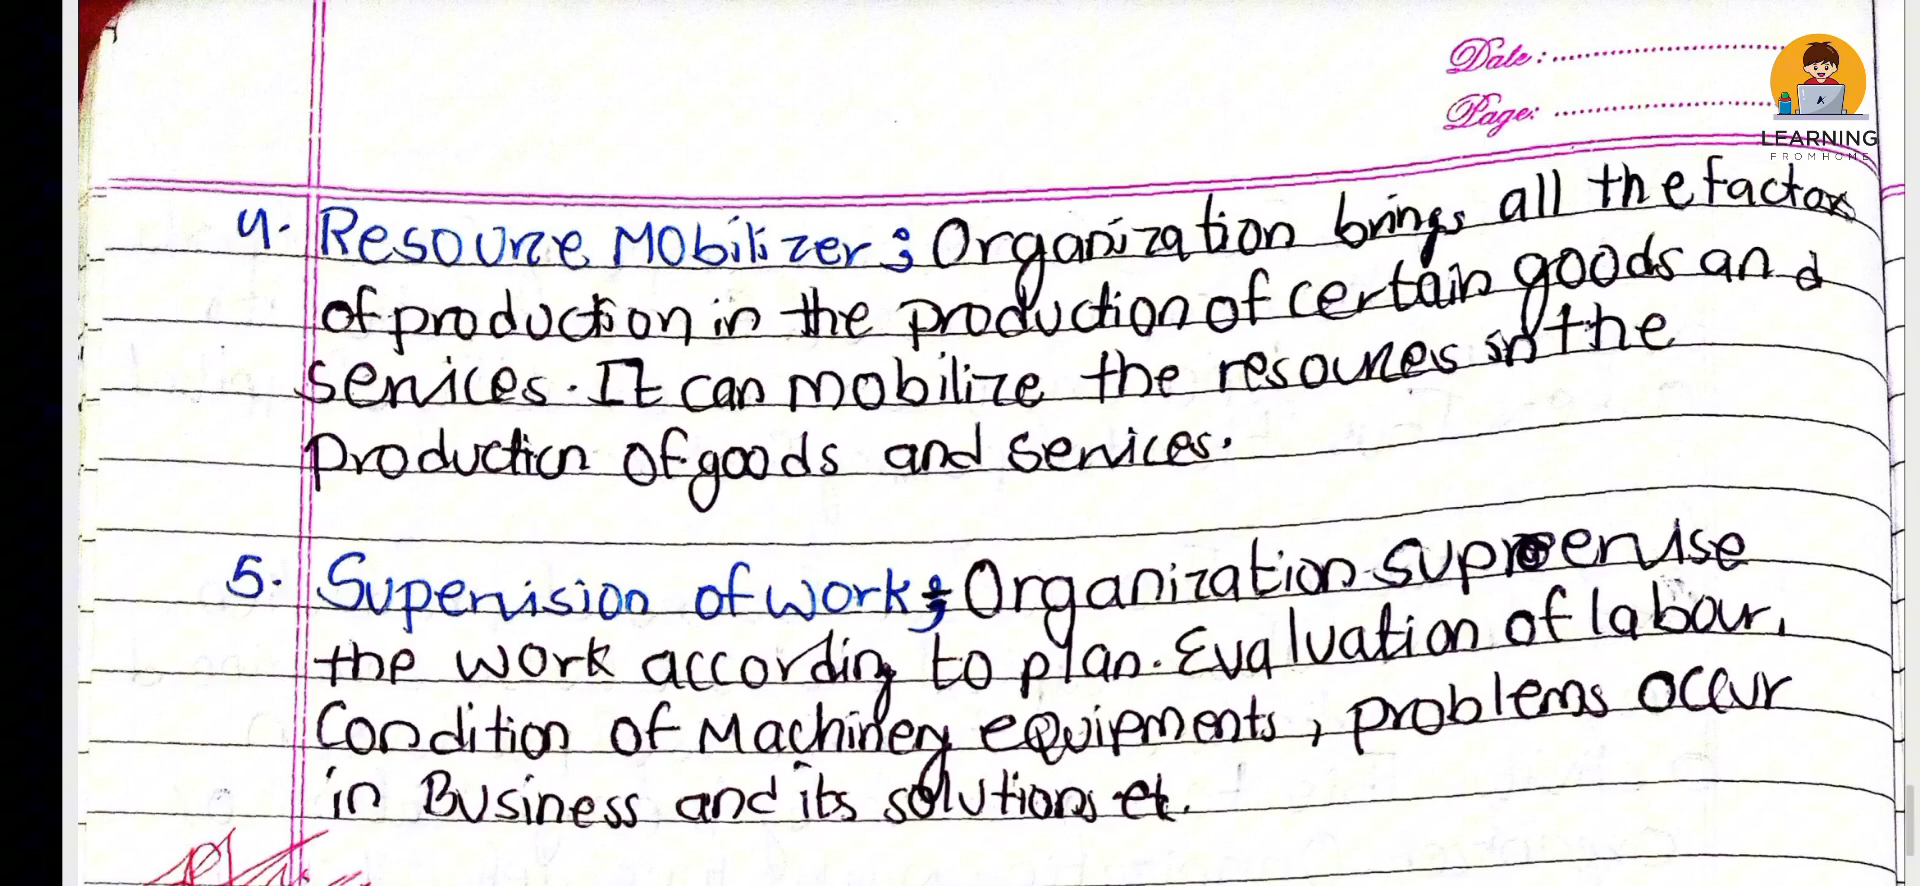 Date:
Page:
LEARNING
FROMHOME
4. Resource Mobilizer ; Organization brings all the factor
of production in the production of certain goods and
services. It can mobilize the resources in the
production of goods and services.
5. Supervision of work ; Organization supervise
the work according to plan. Evaluation of labour,
Condition of Machinery equipments, problems occur
in Business and its solutions etc.